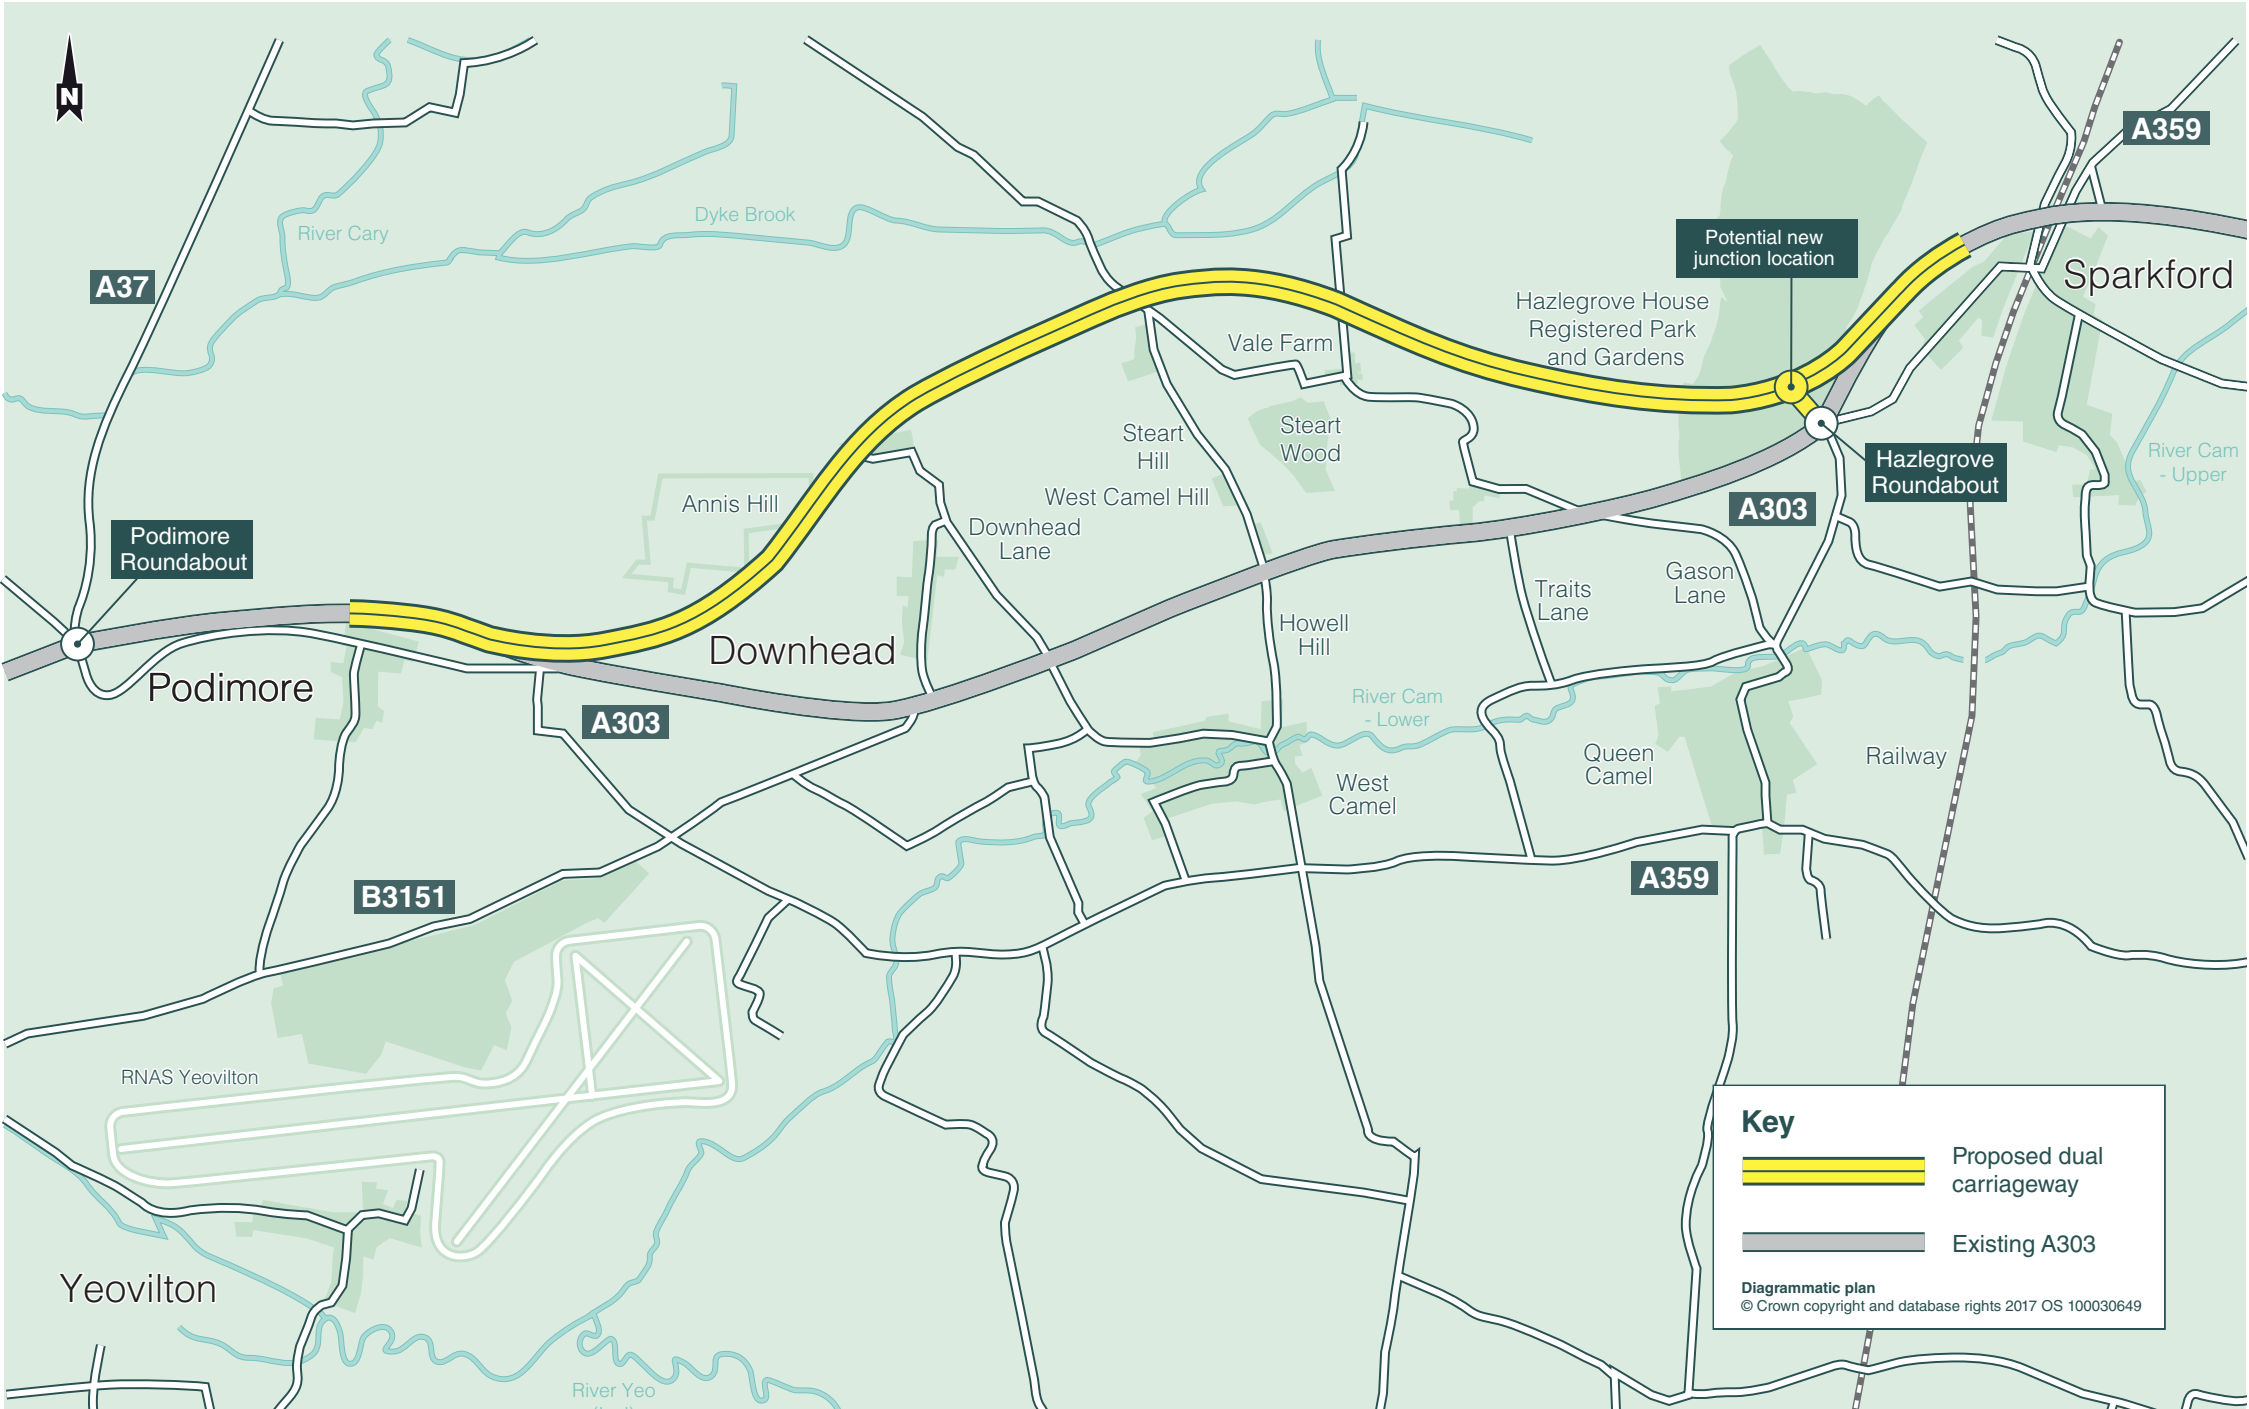 N
A359
River Cary
Dyke Brook
A37
Potential new
junction location
Sparkford
Hazlegrove House
Registered Park
and Gardens
Vale Farm
Steart
Hill
Steart
Wood
River Cam
- Upper
Hazlegrove
Roundabout
Annis Hill
West Camel Hill
A303
Downhead
Lane
Podimore
Roundabout
Traits
Lane
Gason
Lane
Howell
Hill
Downhead
Podimore
A303
River Cam
- Lower
Queen
Camel
Railway
West
Camel
B3151
A359
RNAS Yeovilton
Yeovilton
River Yeo
Key
Proposed dual
carriageway
Existing A303
Diagrammatic plan
© Crown copyright and database rights 2017 OS 100030649